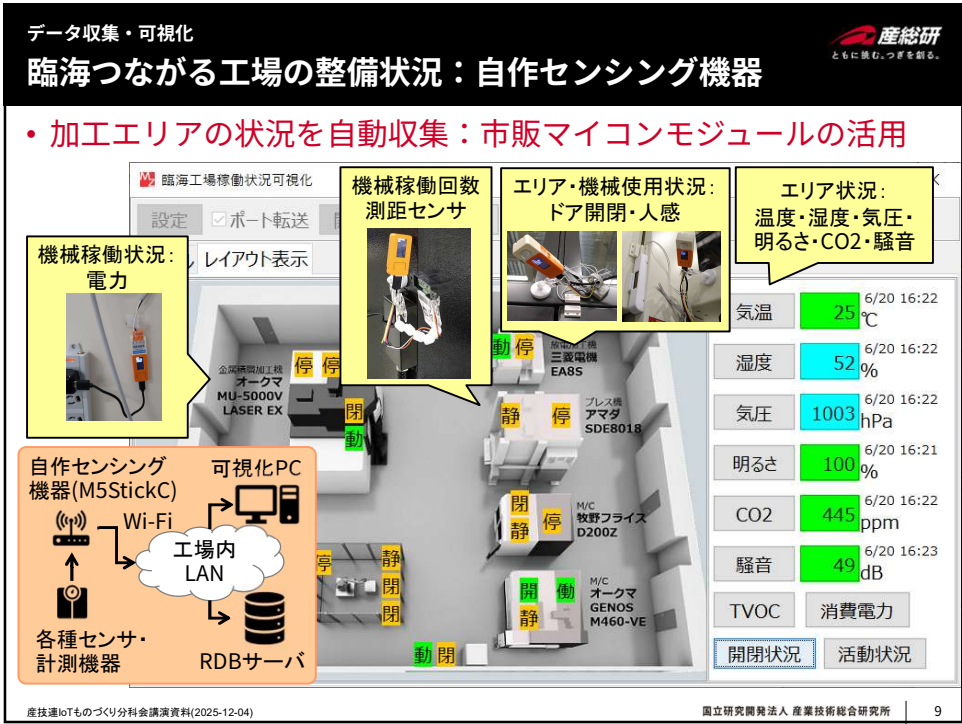 データ収集・可視化
臨海つながる工場の整備状況：自作センシング機器
産総研
ともに挑む。つぎを創る。
• 加工エリアの状況を自動収集：市販マイコンモジュールの活用
臨海工場稼働状況可視化
設定
ポート転送
レイアウト表示
機械稼働状況：
電力
機械稼働回数
測距センサ
エリア・機械使用状況：
ドア開閉・人感
エリア状況：
温度・湿度・気圧・
明るさ・CO2・騒音
気温 25 ℃ 6/20 16:22
湿度 52 % 6/20 16:22
気圧 1003 hPa 6/20 16:22
明るさ 100 % 6/20 16:21
CO2 445 ppm 6/20 16:22
騒音 49 dB 6/20 16:23
TVOC 消費電力
開閉状況 活動状況
金属積層加工機
オークマ
MU-5000V
LASER EX
停 停
閉
動
動 停
三菱電機
EA8S
静 停
プレス機
アマダ
SDE8018
閉
静 停
M/C
牧野フライス
D200Z
開 働
静
M/C
オークマ
GENOS
M460-VE
停 静
閉
閉
動 閉
自作センシング
機器(M5StickC)
可視化PC
Wi-Fi
工場内
LAN
各種センサ・
計測機器
RDBサーバ
産技連IoTものづくり分科会講演資料(2025-12-04)
国立研究開発法人 産業技術総合研究所
9